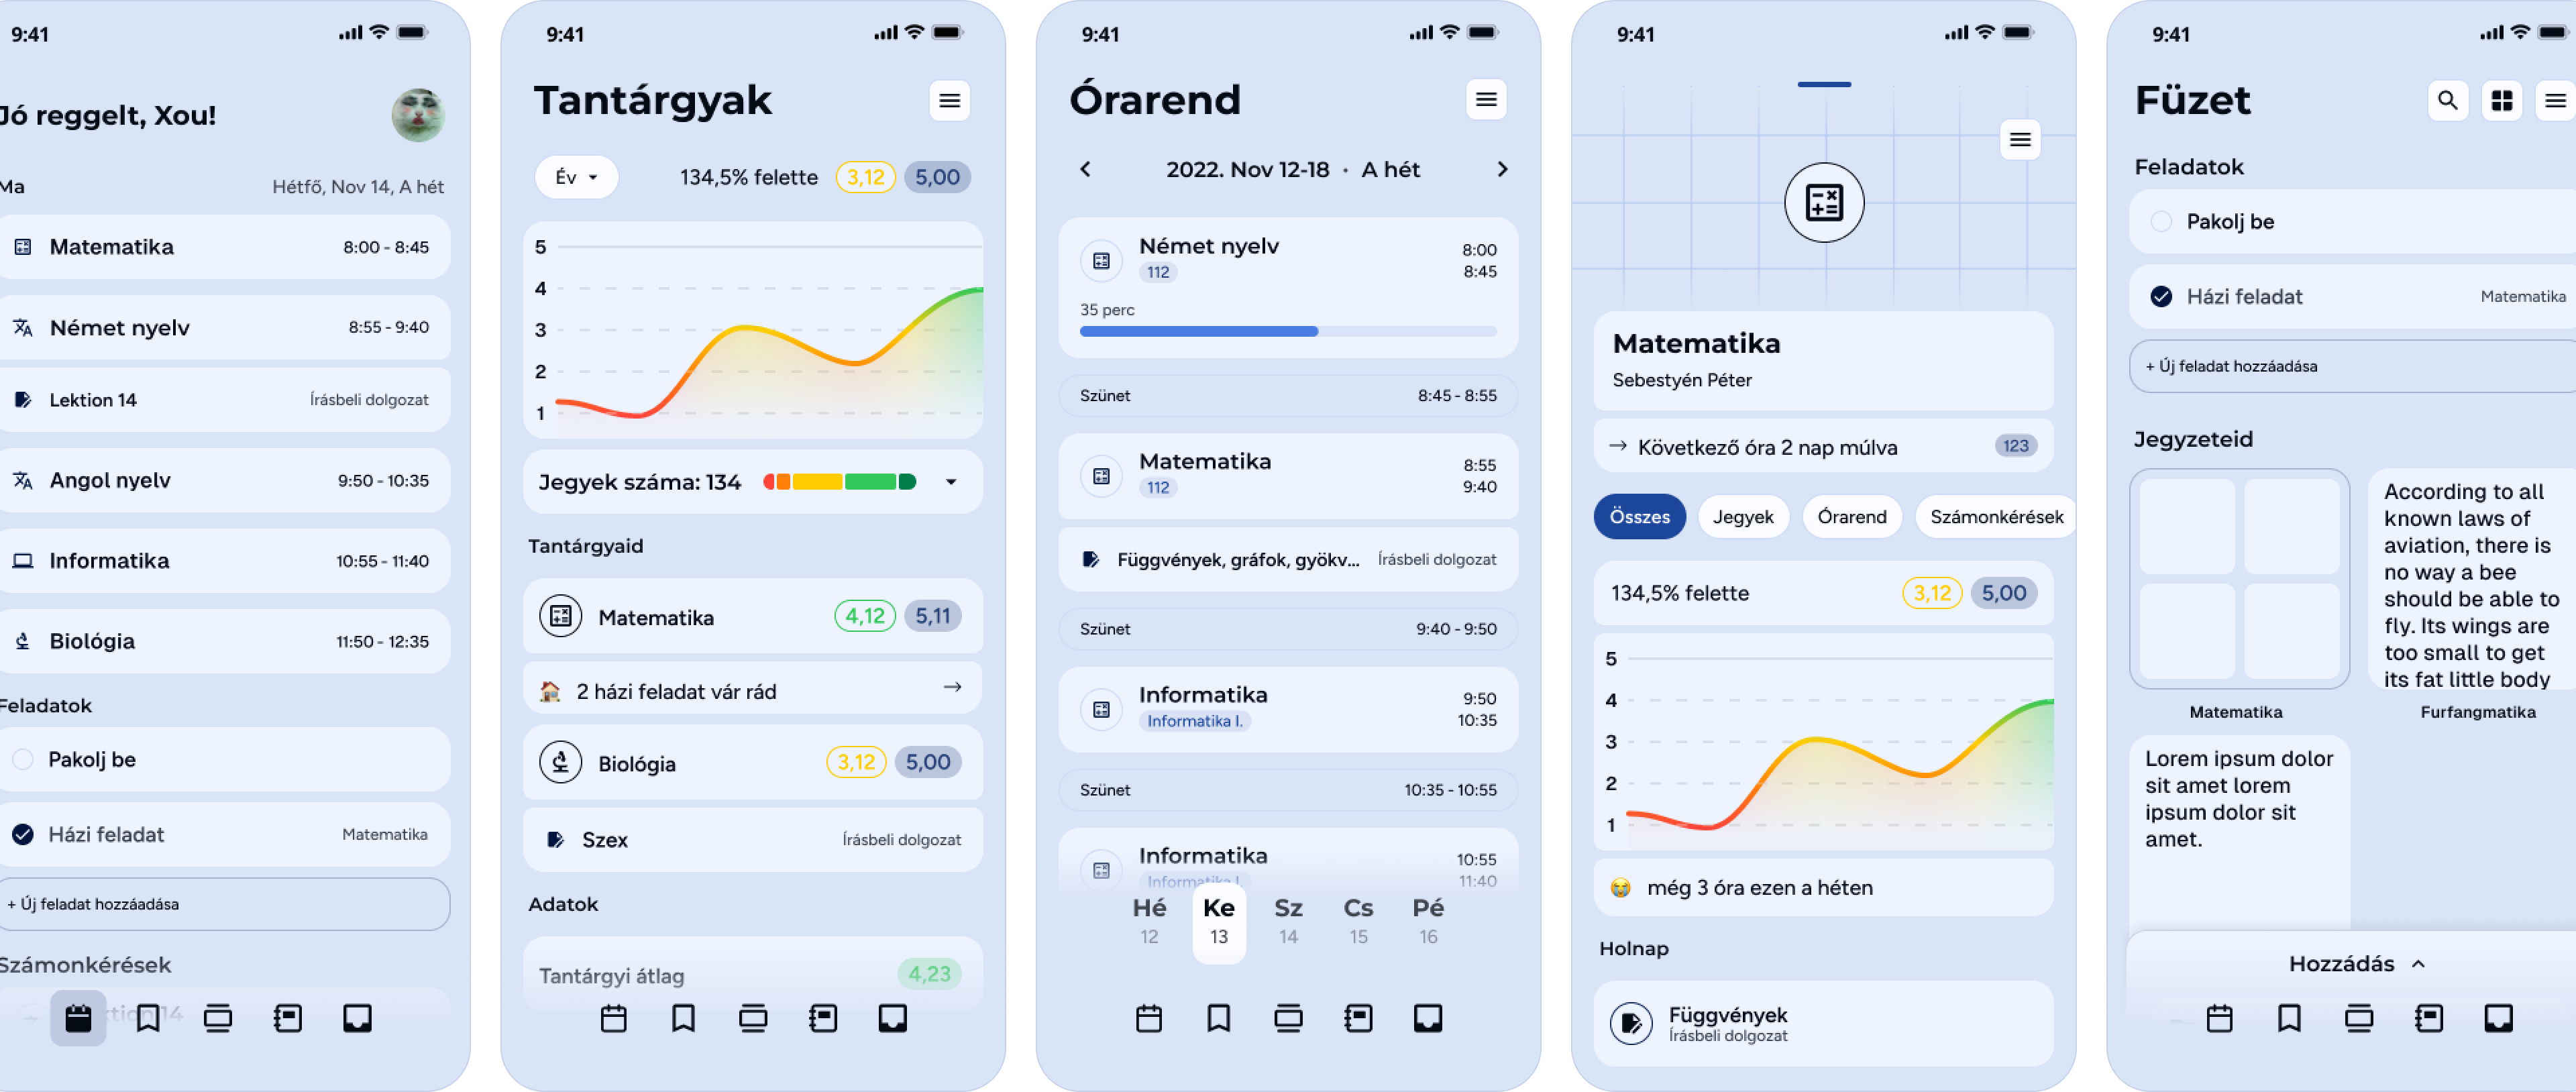 9:41
Jó reggelt, Xou!
Ma
Hétfő, Nov 14, A hét
Matematika
8:00 - 8:45
Német nyelv
8:55 - 9:40
Lektion 14
Írásbeli dolgozat
Angol nyelv
9:50 - 10:35
Informatika
10:55 - 11:40
Biológia
11:50 - 12:35
Feladatok
Pakolj be
Házi feladat
Matematika
+ Új feladat hozzáadása
Számonkérések
9:41
Tantárgyak
Év
134,5% felette
3,12
5,00
5
4
3
2
1
Jegyek száma: 134
Tantárgyaid
Matematika
4,12
5,11
2 házi feladat vár rád
→
Biológia
3,12
5,00
Szex
Írásbeli dolgozat
Adatok
Tantárgyi átlag
4,23
9:41
Órarend
2022. Nov 12-18 · A hét
Német nyelv
112
8:00
8:45
35 perc
Szünet
8:45 - 8:55
Matematika
112
8:55
9:40
Függvények, gráfok, gyökv...
Írásbeli dolgozat
Szünet
9:40 - 9:50
Informatika
Informatika I.
9:50
10:35
Szünet
10:35 - 10:55
Informatika
Informatika I.
10:55
11:40
Hé
12
Ke
13
Sz
14
Cs
15
Pé
16
9:41
Matematika
Sebestyén Péter
→ Következő óra 2 nap múlva
123
Összes
Jegyek
Órarend
Számonkérések
134,5% felette
3,12
5,00
5
4
3
2
1
még 3 óra ezen a héten
Holnap
Függvények
Írásbeli dolgozat
9:41
Füzet
Feladatok
Pakolj be
Házi feladat
Matematika
+ Új feladat hozzáadása
Jegyzeteid
According to all
known laws of
aviation, there is
no way a bee
should be able to
fly. Its wings are
too small to get
its fat little body
Matematika
Furfangmatika
Lorem ipsum dolor
sit amet lorem
ipsum dolor sit
amet.
Hozzádás